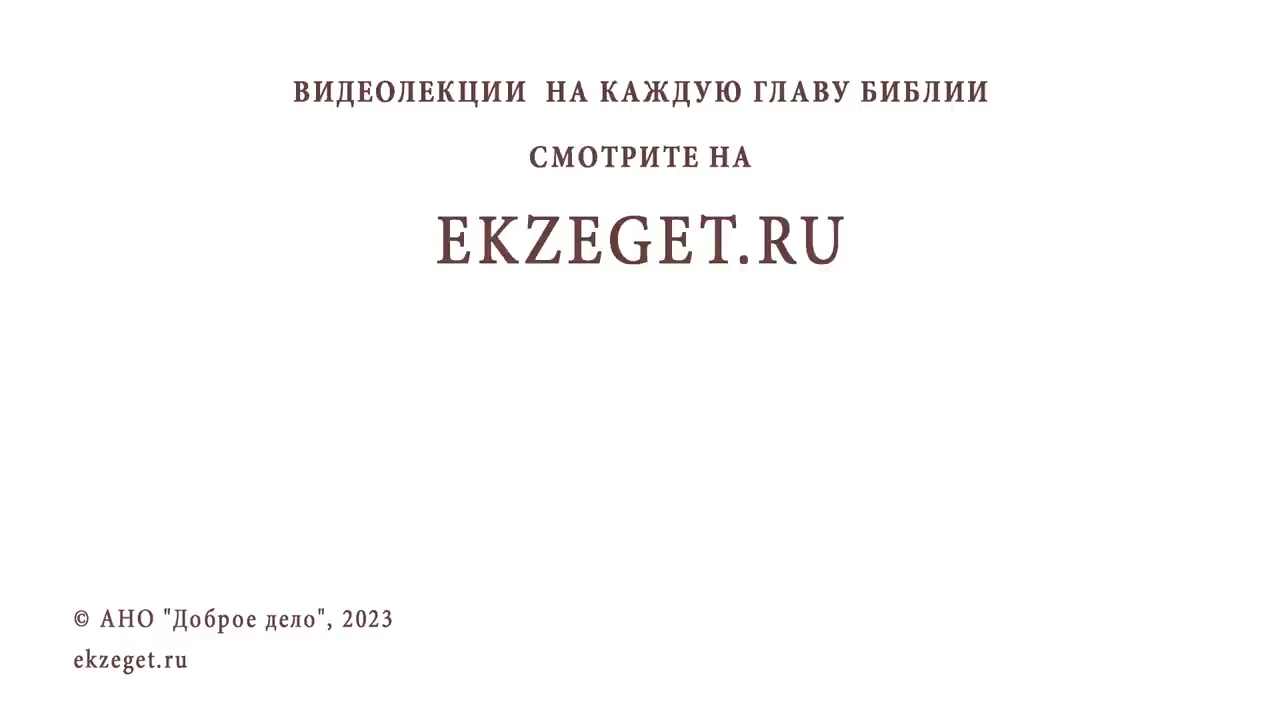 ВИДЕОЛЕКЦИИ НА КАЖДУЮ ГЛАВУ БИБЛИИ
СМОТРИТЕ НА
EKZEGET.RU
© АНО "Доброе дело", 2023
ekzeget.ru